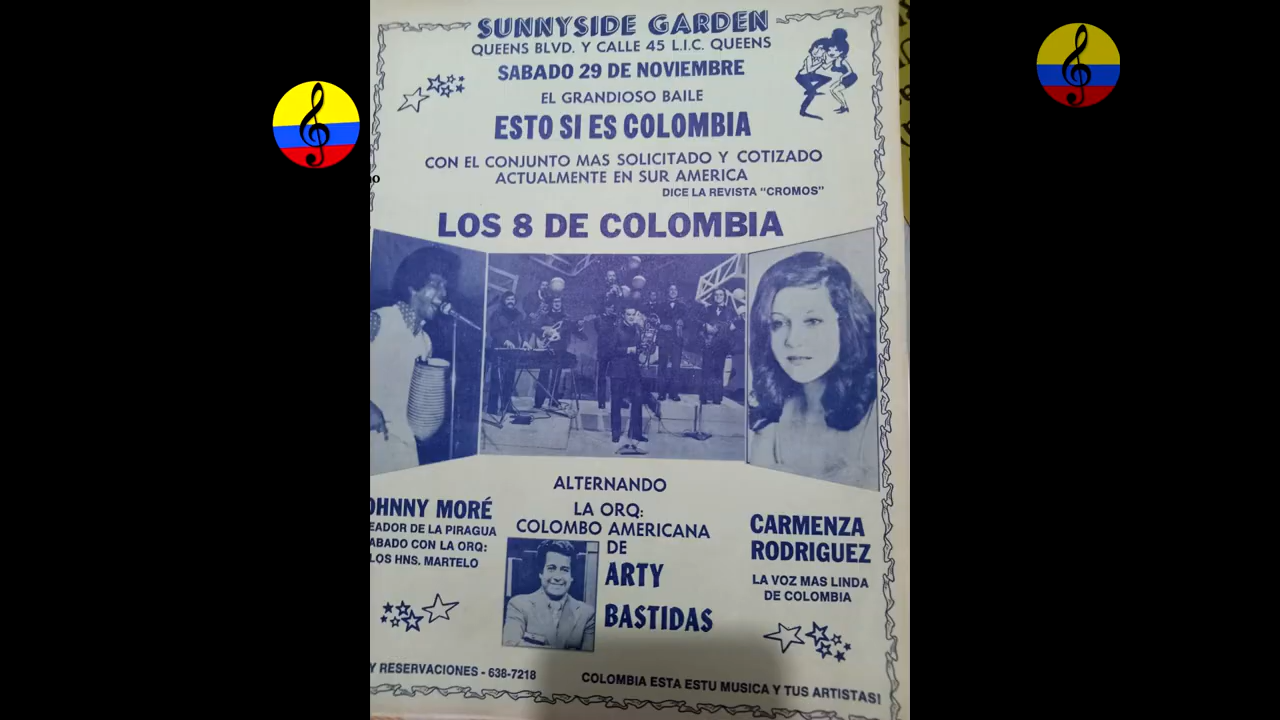 SUNNYSIDE GARDEN
QUEENS BLVD. Y CALLE 45 L.I.C. QUEENS
SABADO 29 DE NOVIEMBRE
EL GRANDIOSO BAILE
ESTO SI ES COLOMBIA
CON EL CONJUNTO MAS SOLICITADO Y COTIZADO
ACTUALMENTE EN SUR AMERICA
DICE LA REVISTA "CROMOS"
LOS 8 DE COLOMBIA
OHNNY MORÉ
EADOR DE LA PIRAGUA
ABADO CON LA ORQ:
LOS HNS. MARTELO
ALTERNANDO
LA ORQ:
COLOMBO AMERICANA
DE
ARTY
BASTIDAS
CARMENZA
RODRIGUEZ
LA VOZ MAS LINDA
DE COLOMBIA
Y RESERVACIONES - 638-7218
COLOMBIA ESTA ESTU MUSICA Y TUS ARTISTAS!